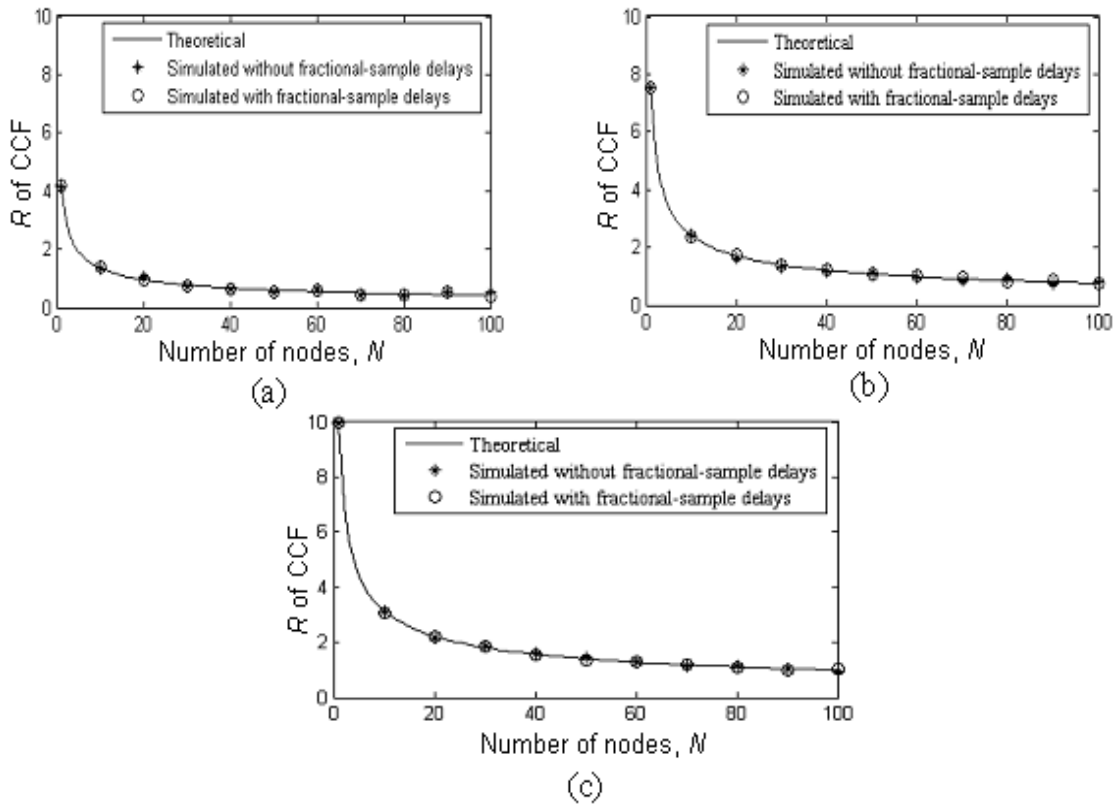 10
8
6
4
2
0
R of CCF
Theoretical
Simulated without fractional-sample delays
Simulated with fractional-sample delays
0 20 40 60 80 100
Number of nodes, N
(a)
10
8
6
4
2
0
R of CCF
Theoretical
Simulated without fractional-sample delays
Simulated with fractional-sample delays
0 20 40 60 80 100
Number of nodes, N
(b)
10
8
6
4
2
0
R of CCF
Theoretical
Simulated without fractional-sample delays
Simulated with fractional-sample delays
0 20 40 60 80 100
Number of nodes, N
(c)